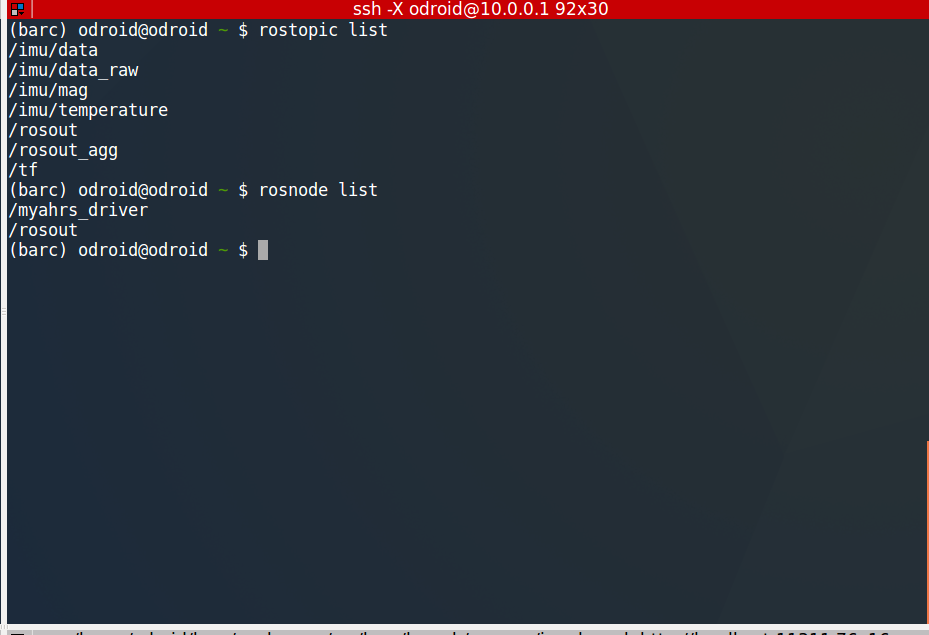 ssh -X odroid@10.0.0.1 92x30
(barc) odroid@odroid ~ $ rostopic list
/imu/data
/imu/data_raw
/imu/mag
/imu/temperature
/rosout
/rosout_agg
/tf
(barc) odroid@odroid ~ $ rosnode list
/myahrs_driver
/rosout
(barc) odroid@odroid ~ $